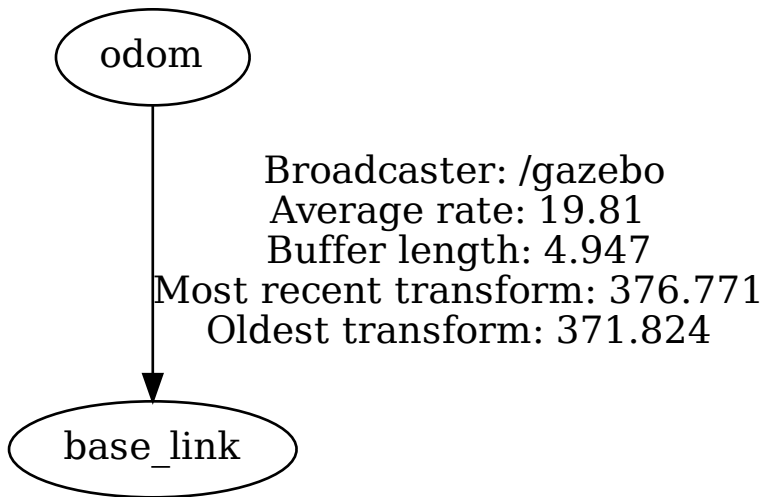 odom
Broadcaster: /gazebo
Average rate: 19.81
Buffer length: 4.947
Most recent transform: 376.771
Oldest transform: 371.824
base_link